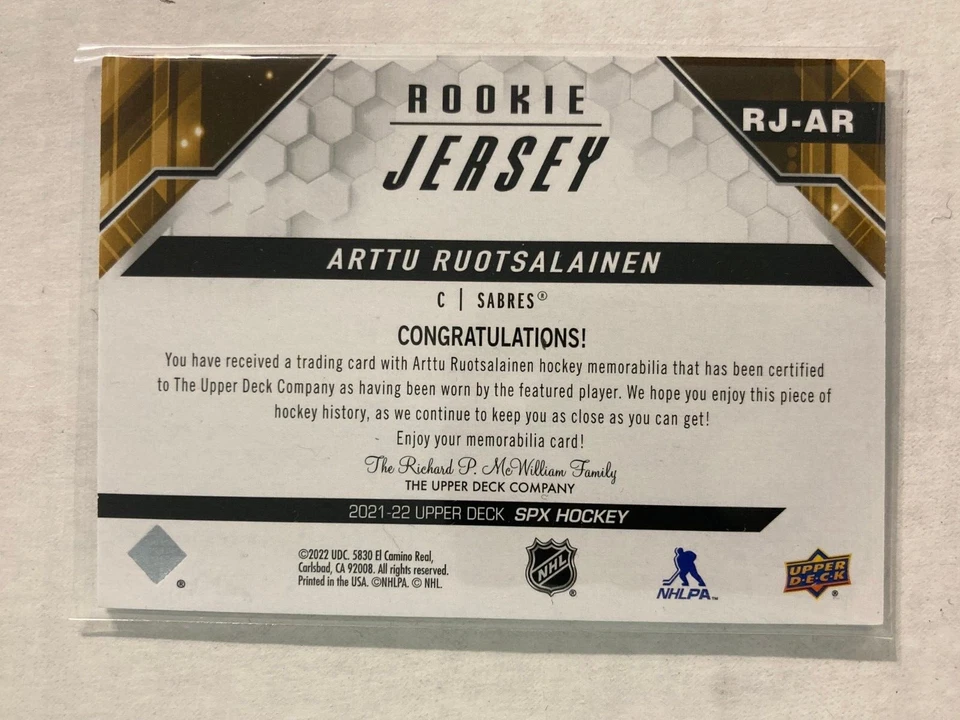 ROOKIE
JERSEY
RJ-AR
ARTTU RUOTSALAINEN
C | SABRES®
CONGRATULATIONS!
You have received a trading card with Arttu Ruotsalainen hockey memorabilia that has been certified
to The Upper Deck Company as having been worn by the featured player. We hope you enjoy this piece of
hockey history, as we continue to keep you as close as you can get!
Enjoy your memorabilia card!
The Richard P. McWilliam Family
THE UPPER DECK COMPANY
2021-22 UPPER DECK SPX HOCKEY
©2022 UDC. 5830 El Camino Real,
Carlsbad, CA 92008. All rights reserved.
Printed in the USA. ©NHLPA. © NHL.
®
NHL ®
NHLPA™
UPPER
D·E·C·K ®